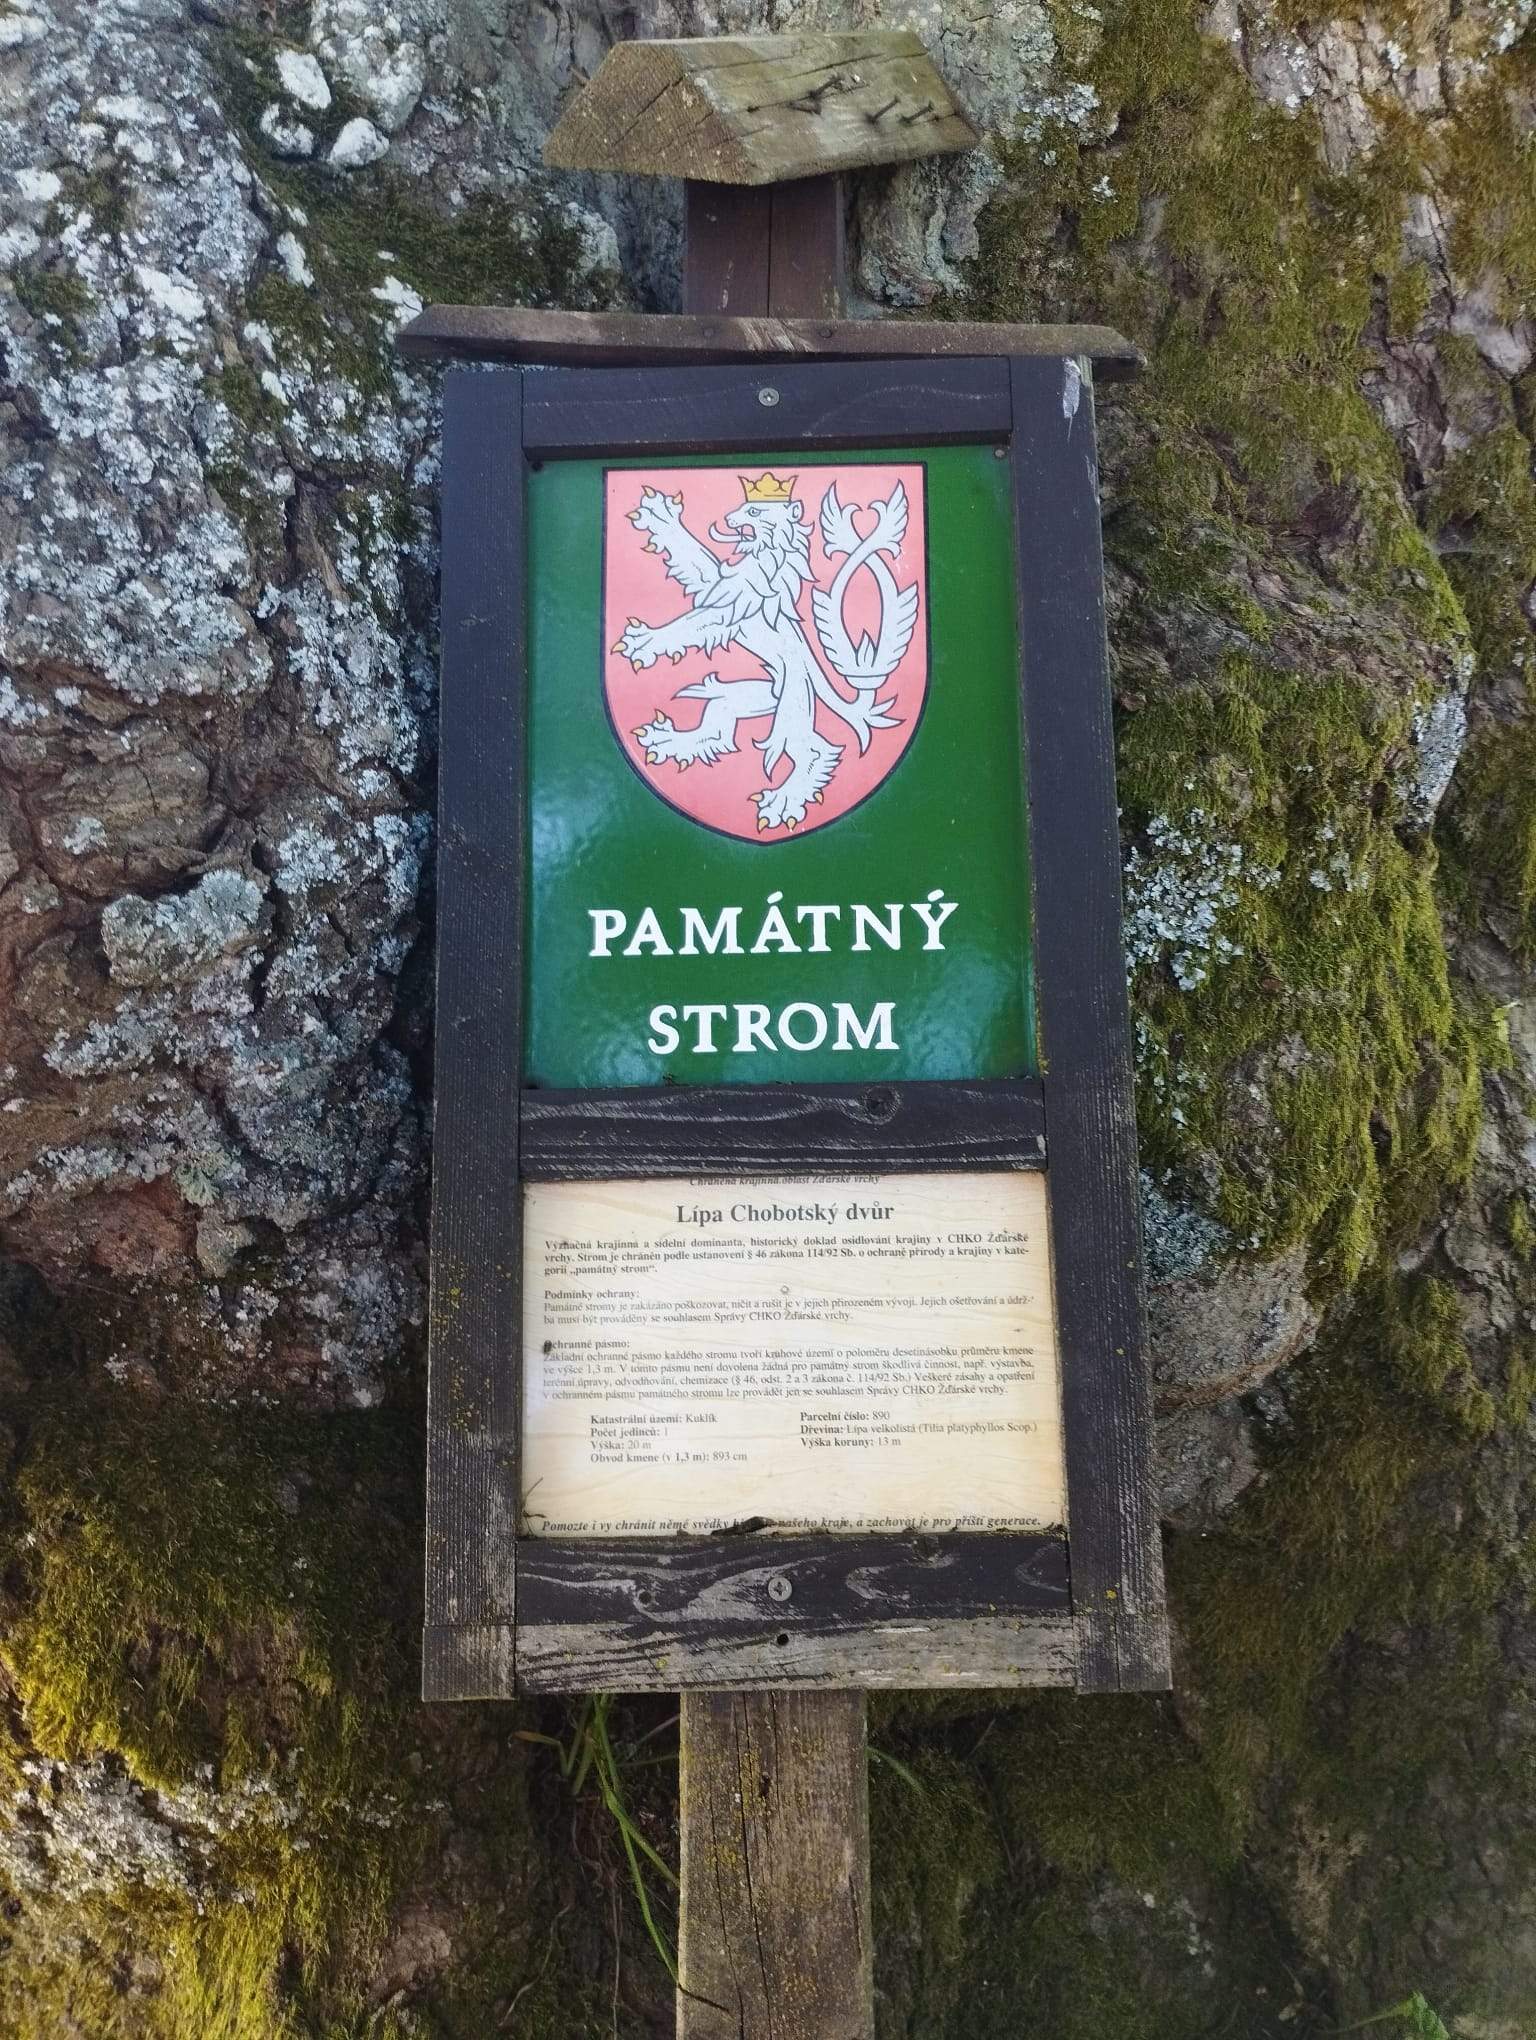 PAMÁTNÝ
STROM
Chráněná krajinná oblast Žďárské vrchy
Lípa Chobotský dvůr
Význačná krajinná a sídelní dominanta, historický doklad osídlování krajiny v CHKO Žďárské
vrchy. Strom je chráněn podle ustanovení § 46 zákona 114/92 Sb. o ochraně přírody a krajiny v kate-
gorii „památný strom“.
Podmínky ochrany:
Památné stromy je zakázáno poškozovat, ničit a rušit je v jejich přirozeném vývoji. Jejich ošetřování a údrž-
ba musí být prováděny se souhlasem Správy CHKO Žďárské vrchy.
Ochranné pásmo:
Základní ochranné pásmo každého stromu tvoří kruhové území o poloměru desetinásobku průměru kmene
ve výšce 1,3 m. V tomto pásmu není dovolena žádná pro památný strom škodlivá činnost, např. výstavba,
terénní úpravy, odvodňování, chemizace (§ 46, odst. 2 a 3 zákona č. 114/92 Sb.) Veškeré zásahy a opatření
v ochranném pásmu památného stromu lze provádět jen se souhlasem Správy CHKO Žďárské vrchy.
Katastrální území: Kuklík
Počet jedinců: 1
Výška: 20 m
Obvod kmene (v 1,3 m): 893 cm
Parcelní číslo: 890
Dřevina: Lípa velkolistá (Tilia platyphyllos Scop.)
Výška koruny: 13 m
Pomozte i vy chránit němé svědky našeho kraje, a zachovat je pro příští generace.